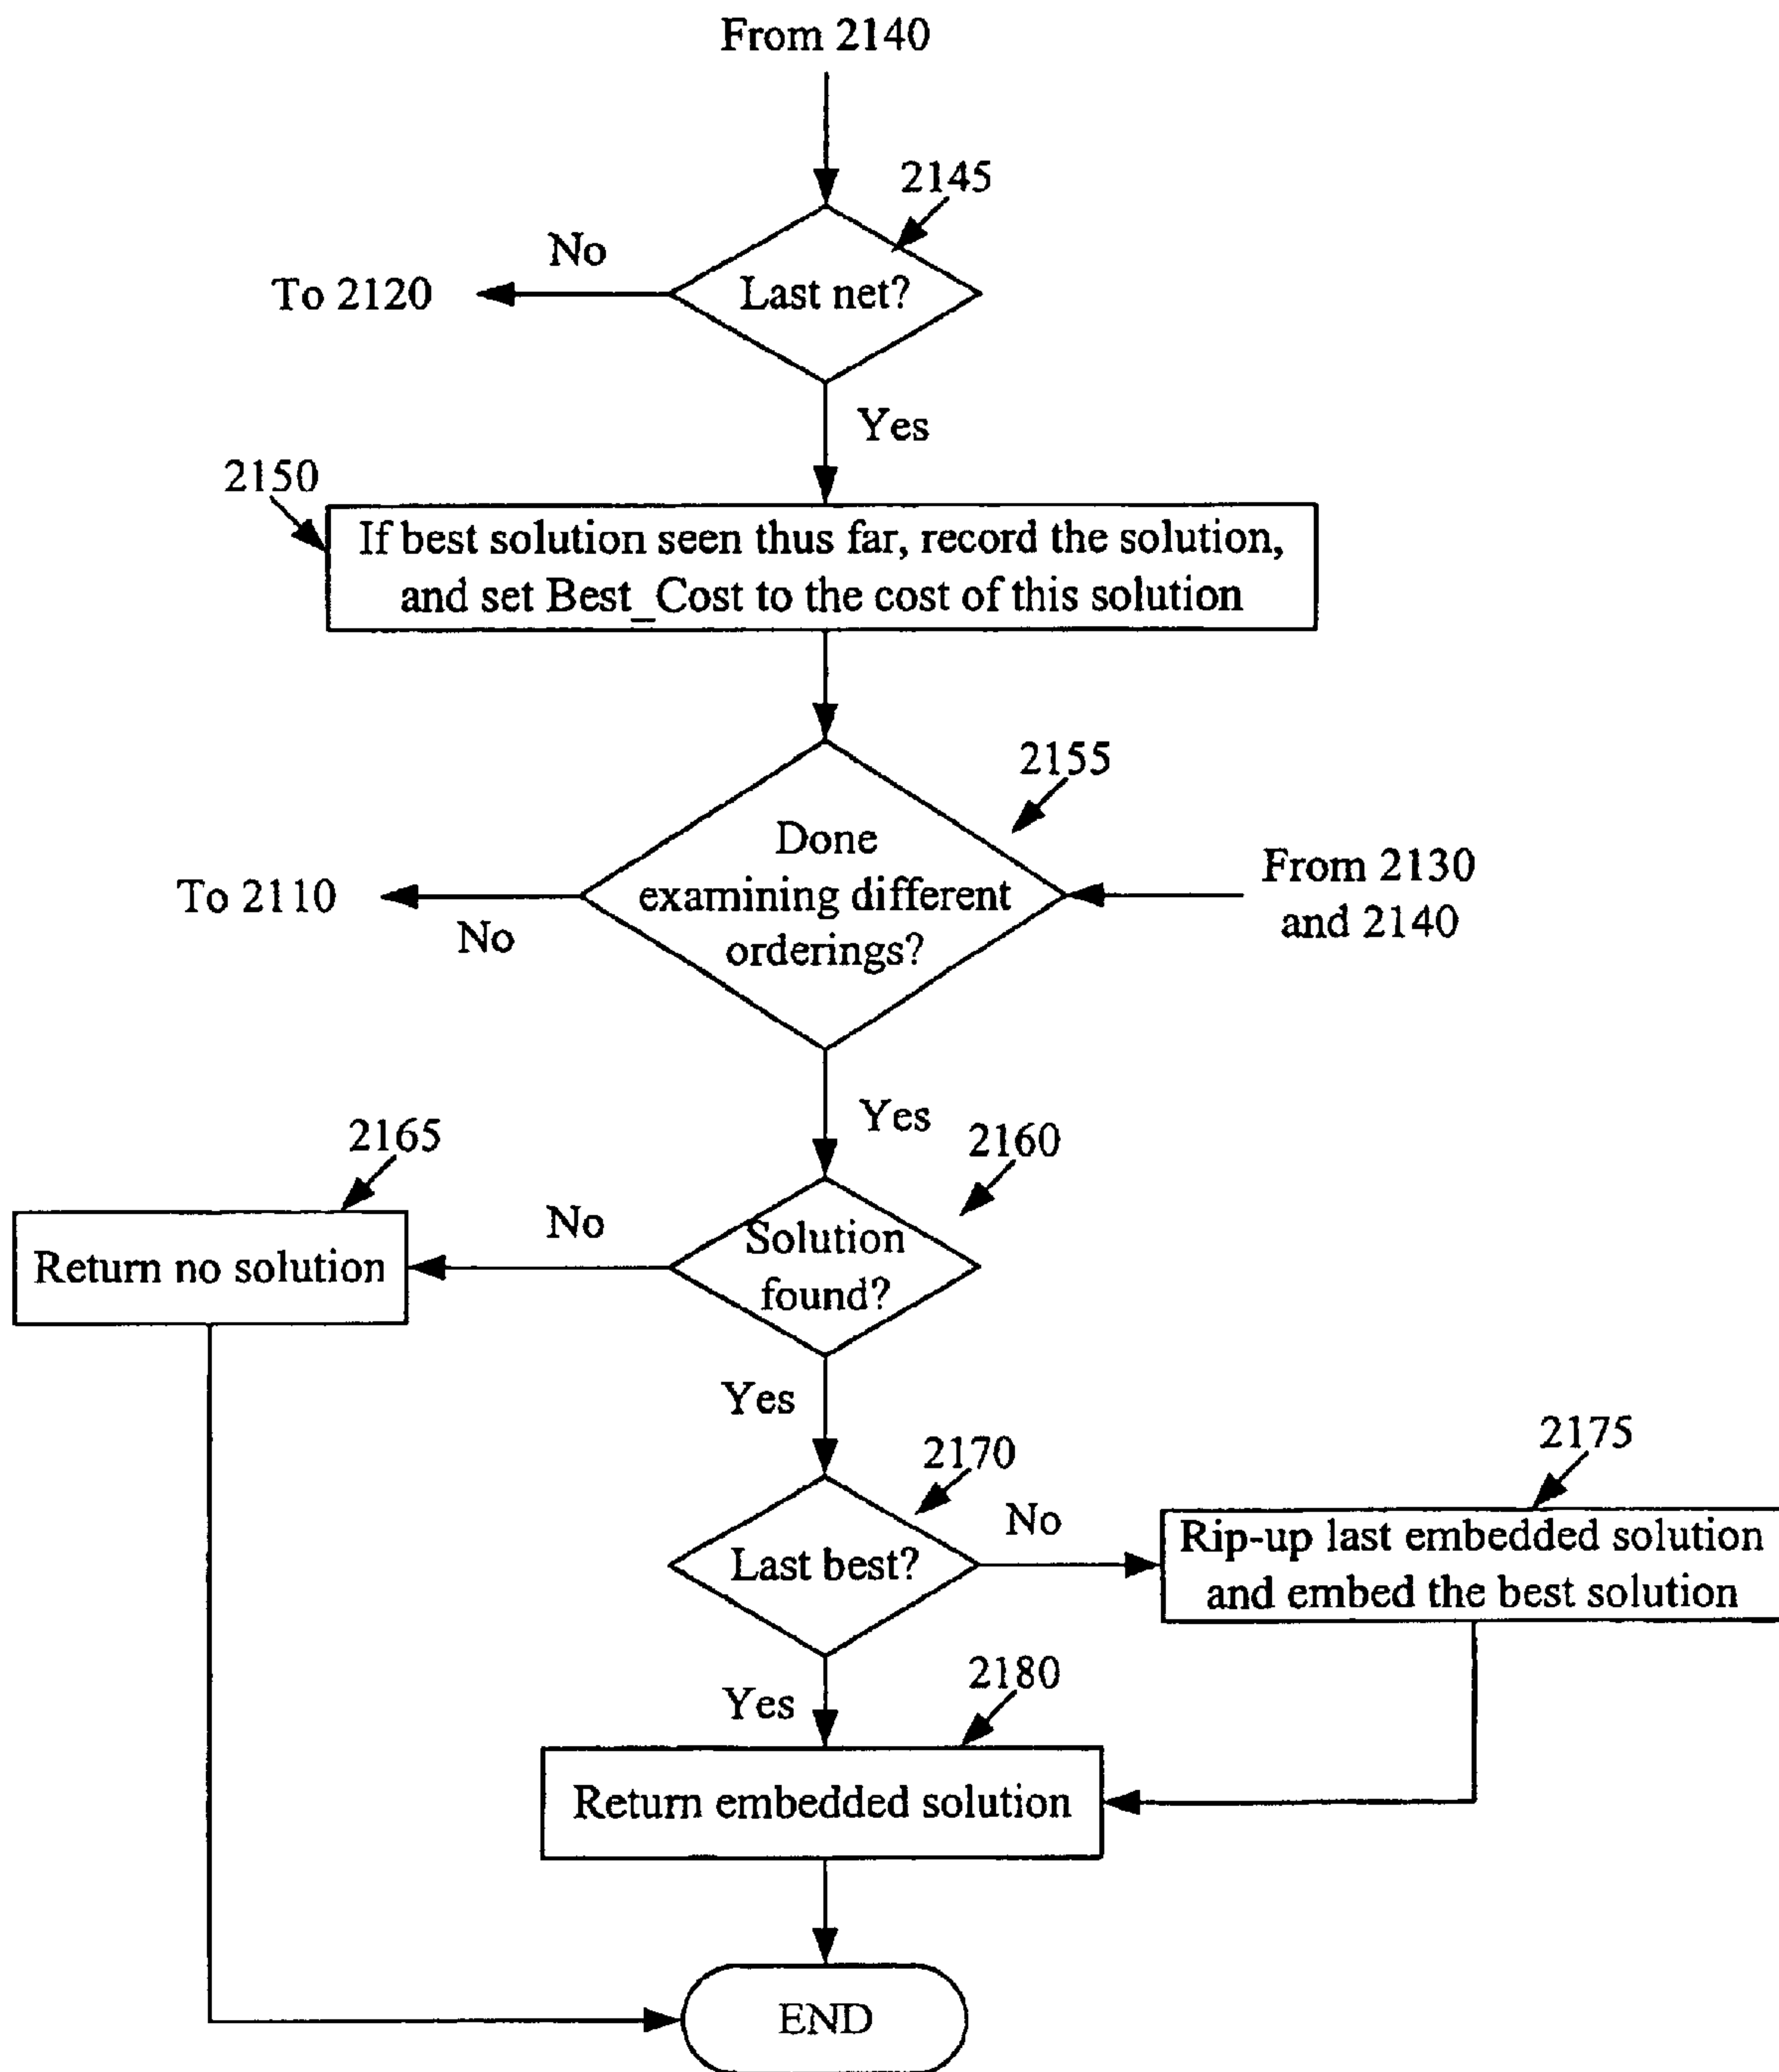 From 2140
2145
No
To 2120
Last net?
Yes
2150
If best solution seen thus far, record the solution,
and set Best_Cost to the cost of this solution
2155
Done
examining different
orderings?
To 2110
No
From 2130
and 2140
Yes
2160
2165
No
Solution
found?
Return no solution
Yes
2170
2175
No
Last best?
Rip-up last embedded solution
and embed the best solution
Yes
2180
Return embedded solution
END